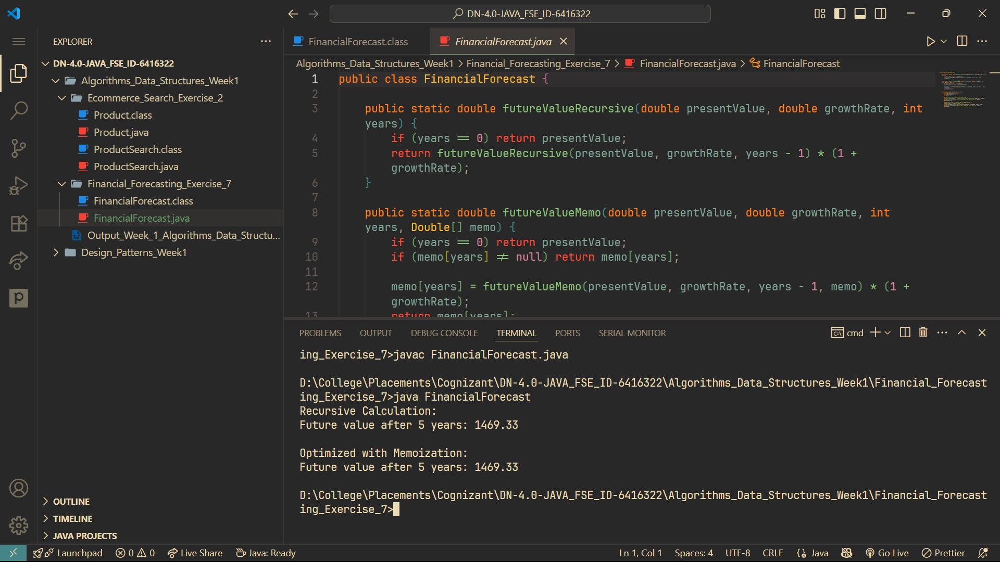 DN-4.0-JAVA_FSE_ID-6416322
EXPLORER
DN-4.0-JAVA_FSE_ID-6416322
Algorithms_Data_Structures_Week1
Ecommerce_Search_Exercise_2
Product.class
Product.java
ProductSearch.class
ProductSearch.java
Financial_Forecasting_Exercise_7
FinancialForecast.class
FinancialForecast.java
Output_Week_1_Algorithms_Data_Structu...
Design_Patterns_Week1
OUTLINE
TIMELINE
JAVA PROJECTS
FinancialForecast.class
FinancialForecast.java
Algorithms_Data_Structures_Week1 > Financial_Forecasting_Exercise_7 > FinancialForecast.java > FinancialForecast
1 public class FinancialForecast {
2
3 public static double futureValueRecursive(double presentValue, double growthRate, int
years) {
4 if (years == 0) return presentValue;
5 return futureValueRecursive(presentValue, growthRate, years - 1) * (1 +
growthRate);
6 }
7
8 public static double futureValueMemo(double presentValue, double growthRate, int
years, Double[] memo) {
9 if (years == 0) return presentValue;
10 if (memo[years] != null) return memo[years];
11
12 memo[years] = futureValueMemo(presentValue, growthRate, years - 1, memo) * (1 +
growthRate);
13 return memo[years];
PROBLEMS OUTPUT DEBUG CONSOLE TERMINAL PORTS SERIAL MONITOR
cmd
ing_Exercise_7>javac FinancialForecast.java
D:\College\Placements\Cognizant\DN-4.0-JAVA_FSE_ID-6416322\Algorithms_Data_Structures_Week1\Financial_Forecast
ing_Exercise_7>java FinancialForecast
Recursive Calculation:
Future value after 5 years: 1469.33
Optimized with Memoization:
Future value after 5 years: 1469.33
D:\College\Placements\Cognizant\DN-4.0-JAVA_FSE_ID-6416322\Algorithms_Data_Structures_Week1\Financial_Forecast
ing_Exercise_7>
Launchpad 0 0 Live Share Java: Ready Ln 1, Col 1 Spaces: 4 UTF-8 CRLF Java Go Live Prettier